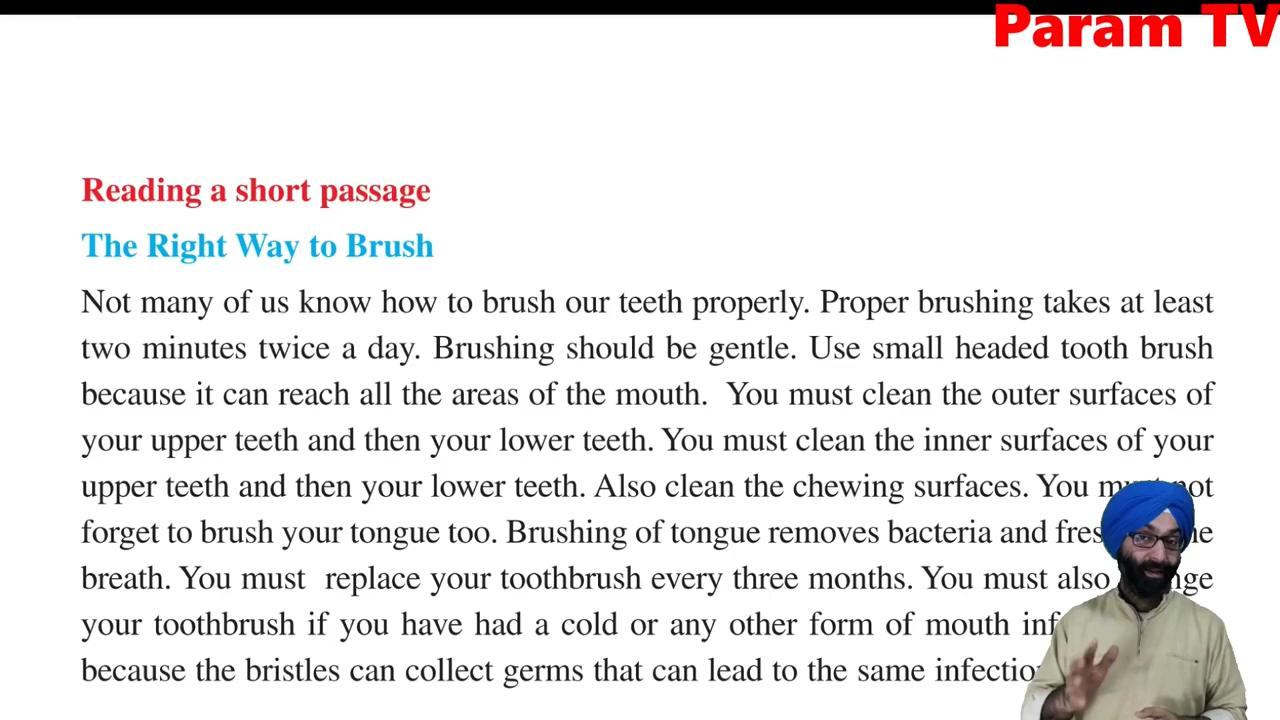 Param TV
Reading a short passage
The Right Way to Brush
Not many of us know how to brush our teeth properly. Proper brushing takes at least
two minutes twice a day. Brushing should be gentle. Use small headed tooth brush
because it can reach all the areas of the mouth. You must clean the outer surfaces of
your upper teeth and then your lower teeth. You must clean the inner surfaces of your
upper teeth and then your lower teeth. Also clean the chewing surfaces. You must not
forget to brush your tongue too. Brushing of tongue removes bacteria and
breath. You must replace your toothbrush every three months. You must also
your toothbrush if you have had a cold or any other form of mouth
because the bristles can collect germs that can lead to the same